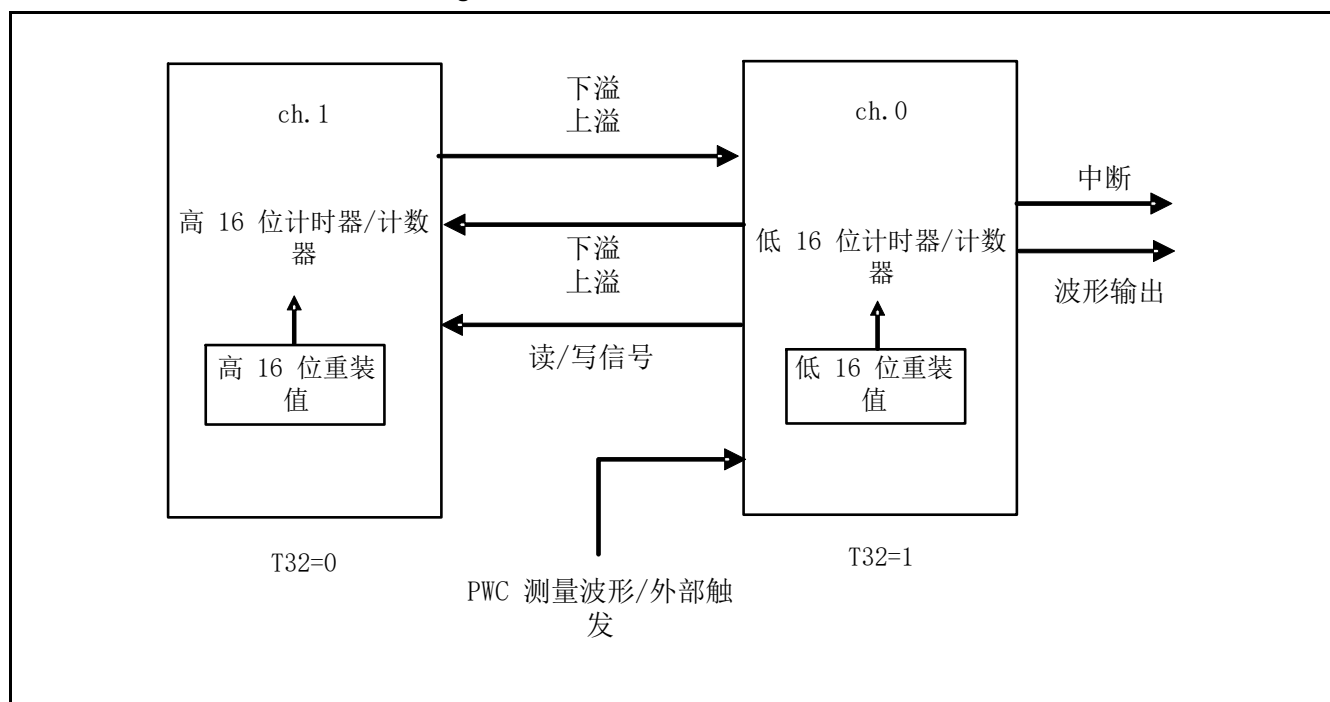 ch.1
高 16 位计时器/计数
器
高 16 位重装
值
T32=0
下溢
上溢
下溢
上溢
读/写信号
PWC 测量波形/外部触
发
ch.0
低 16 位计时器/计数
器
低 16 位重装
值
T32=1
中断
波形输出